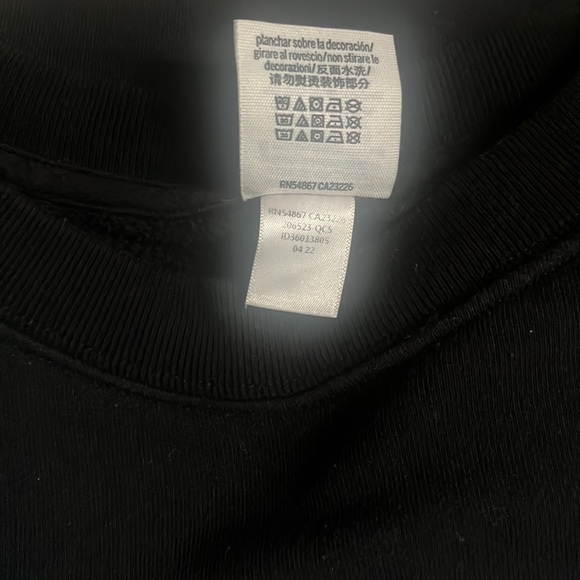 planchar sobre la decoración/
girare al rovescio/non stirare le
decorazioni/反面水洗/
请勿熨烫装饰部分
RN54867 CA23226
RN54867 CA23226
206523 QCS
ID36013805
04 22